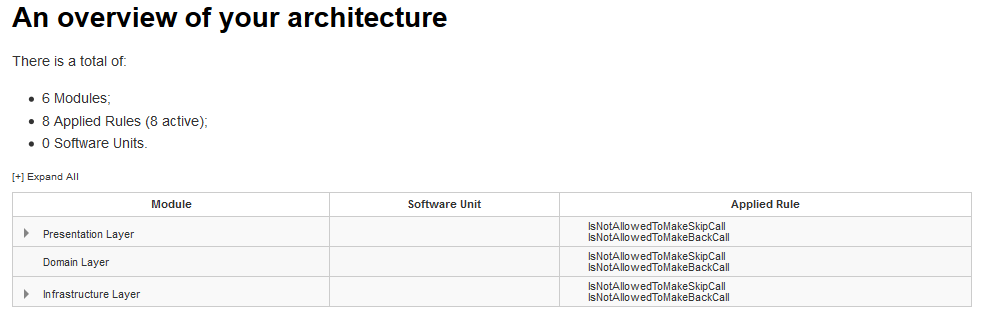 An overview of your architecture
There is a total of:
6 Modules;
8 Applied Rules (8 active);
0 Software Units.
[+] Expand All
Module Software Unit Applied Rule
Presentation Layer
IsNotAllowedToMakeSkipCall
IsNotAllowedToMakeBackCall
Domain Layer
IsNotAllowedToMakeSkipCall
IsNotAllowedToMakeBackCall
Infrastructure Layer
IsNotAllowedToMakeSkipCall
IsNotAllowedToMakeBackCall